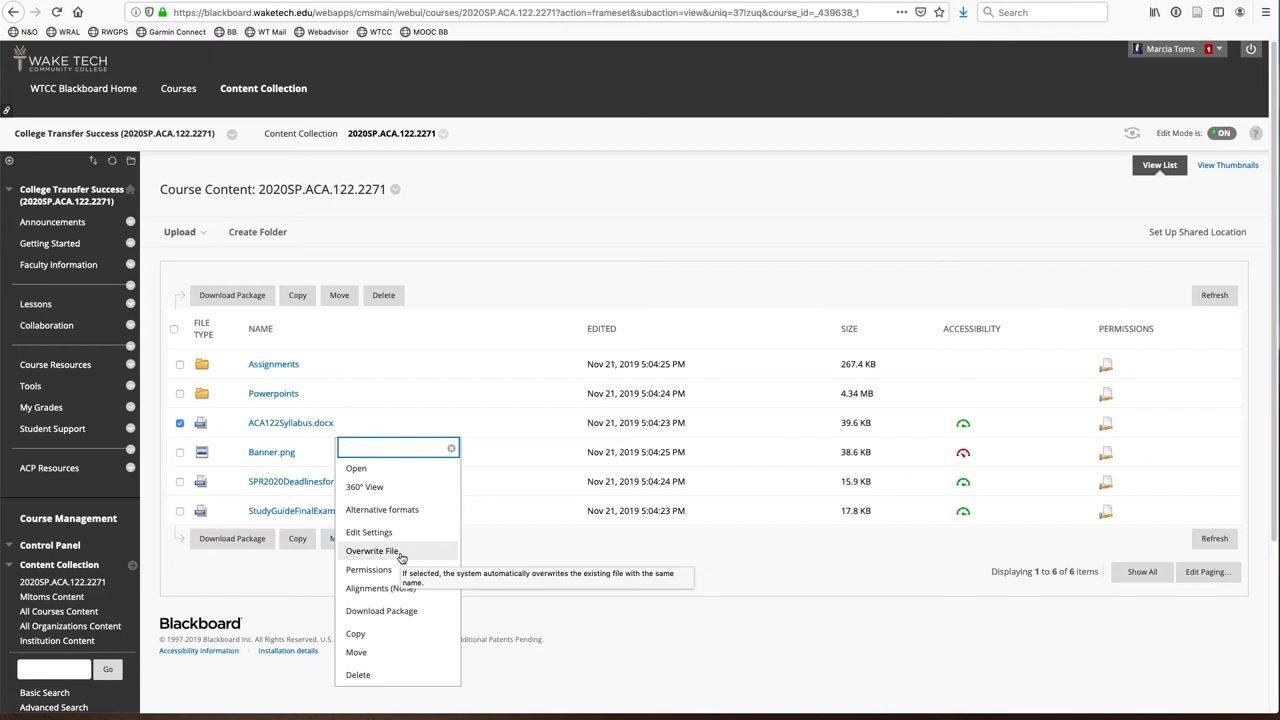 https://blackboard.waketech.edu/webapps/cmsmain/webui/courses/2020SP.ACA.122.2271?action=frameset&subaction=view&uniq=37lzuq&course_id=_439638_1
Search
N&O WRAL RWGPS Garmin Connect BB WT Mail Webadvisor WTCC MOOC BB
WAKE TECH
COMMUNITY COLLEGE
Marcia Toms 1
WTCC Blackboard Home Courses Content Collection
College Transfer Success (2020SP.ACA.122.2271) Content Collection 2020SP.ACA.122.2271 Edit Mode is: ON ?
View List View Thumbnails
College Transfer Success
(2020SP.ACA.122.2271)
Announcements
Getting Started
Faculty Information
Lessons
Collaboration
Course Resources
Tools
My Grades
Student Support
ACP Resources
Course Management
Control Panel
Content Collection
2020SP.ACA.122.2271
Mltoms Content
All Courses Content
All Organizations Content
Institution Content
Go
Basic Search
Advanced Search
Course Content: 2020SP.ACA.122.2271
Upload Create Folder Set Up Shared Location
Download Package Copy Move Delete Refresh
FILE TYPE NAME EDITED SIZE ACCESSIBILITY PERMISSIONS
Assignments Nov 21, 2019 5:04:25 PM 267.4 KB
Powerpoints Nov 21, 2019 5:04:24 PM 4.34 MB
ACA122Syllabus.docx Nov 21, 2019 5:04:23 PM 39.6 KB
Banner.png Nov 21, 2019 5:04:25 PM 38.6 KB
SPR2020Deadlinesfor Nov 21, 2019 5:04:24 PM 15.9 KB
StudyGuideFinalExam Nov 21, 2019 5:04:23 PM 17.8 KB
Download Package Copy M Refresh
Open
360° View
Alternative formats
Edit Settings
Overwrite File
Permissions
Alignments (None)
Download Package
Copy
Move
Delete
If selected, the system automatically overwrites the existing file with the same
name.
Displaying 1 to 6 of 6 items Show All Edit Paging...
Blackboard
© 1997-2019 Blackboard Inc. All Rights Reserved. U.S. dditional Patents Pending.
Accessibility information · Installation details